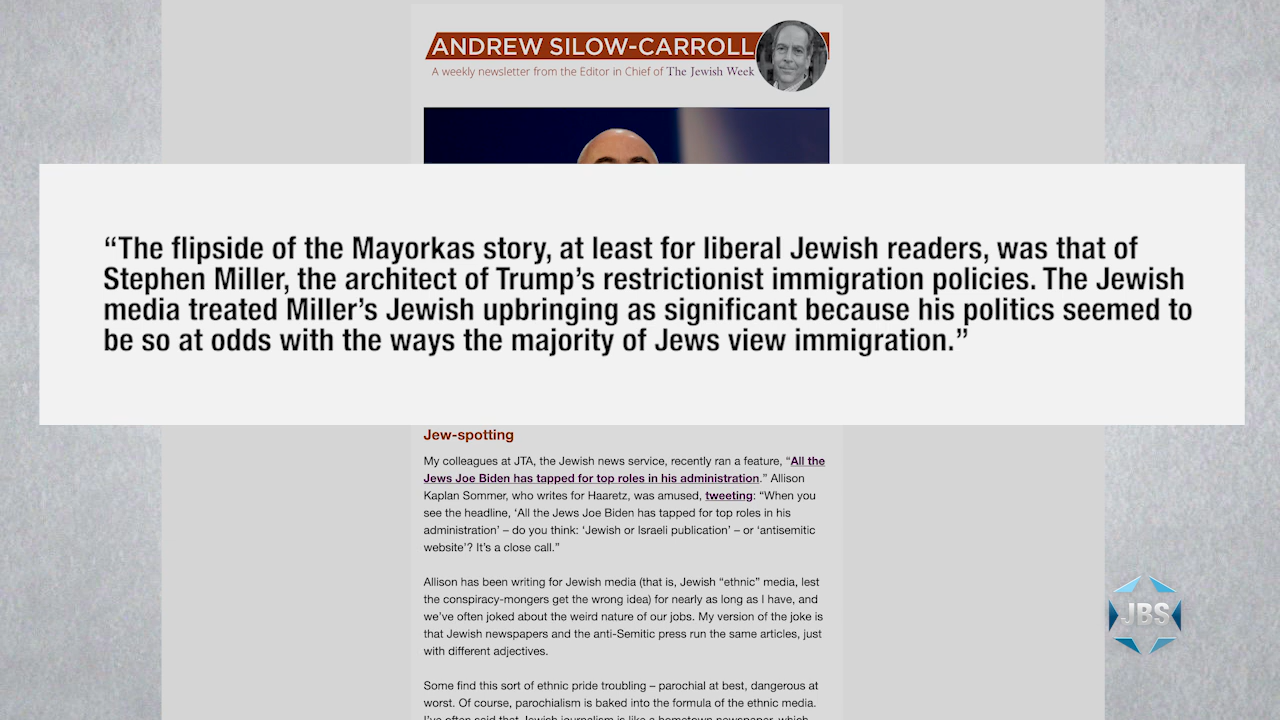 ANDREW SILOW-CARROLL
A weekly newsletter from the Editor in Chief of The Jewish Week
“The flipside of the Mayorkas story, at least for liberal Jewish readers, was that of
Stephen Miller, the architect of Trump’s restrictionist immigration policies. The Jewish
media treated Miller’s Jewish upbringing as significant because his politics seemed to
be so at odds with the ways the majority of Jews view immigration.”
Jew-spotting
My colleagues at JTA, the Jewish news service, recently ran a feature, “All the
Jews Joe Biden has tapped for top roles in his administration.” Allison
Kaplan Sommer, who writes for Haaretz, was amused, tweeting: “When you
see the headline, ‘All the Jews Joe Biden has tapped for top roles in his
administration’ – do you think: ‘Jewish or Israeli publication’ – or ‘antisemitic
website’? It’s a close call.”
Allison has been writing for Jewish media (that is, Jewish “ethnic” media, lest
the conspiracy-mongers get the wrong idea) for nearly as long as I have, and
we’ve often joked about the weird nature of our jobs. My version of the joke is
that Jewish newspapers and the anti-Semitic press run the same articles, just
with different adjectives.
Some find this sort of ethnic pride troubling – parochial at best, dangerous at
worst. Of course, parochialism is baked into the formula of the ethnic media.
I’ve often said that Jewish journalism is like a hometown newspaper, which
JBS